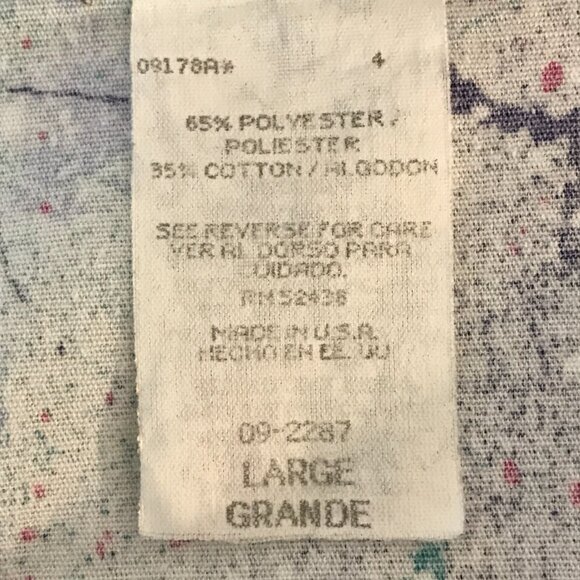 09178A* 4
65% POLYESTER/
POLIESTER
35% COTTON/ALGODON
SEE REVERSE FOR CARE
VER AL DORSO PARA
CUIDADO.
RN 52438
MADE IN U.S.A.
HECHO EN EE.UU
09-2287
LARGE
GRANDE